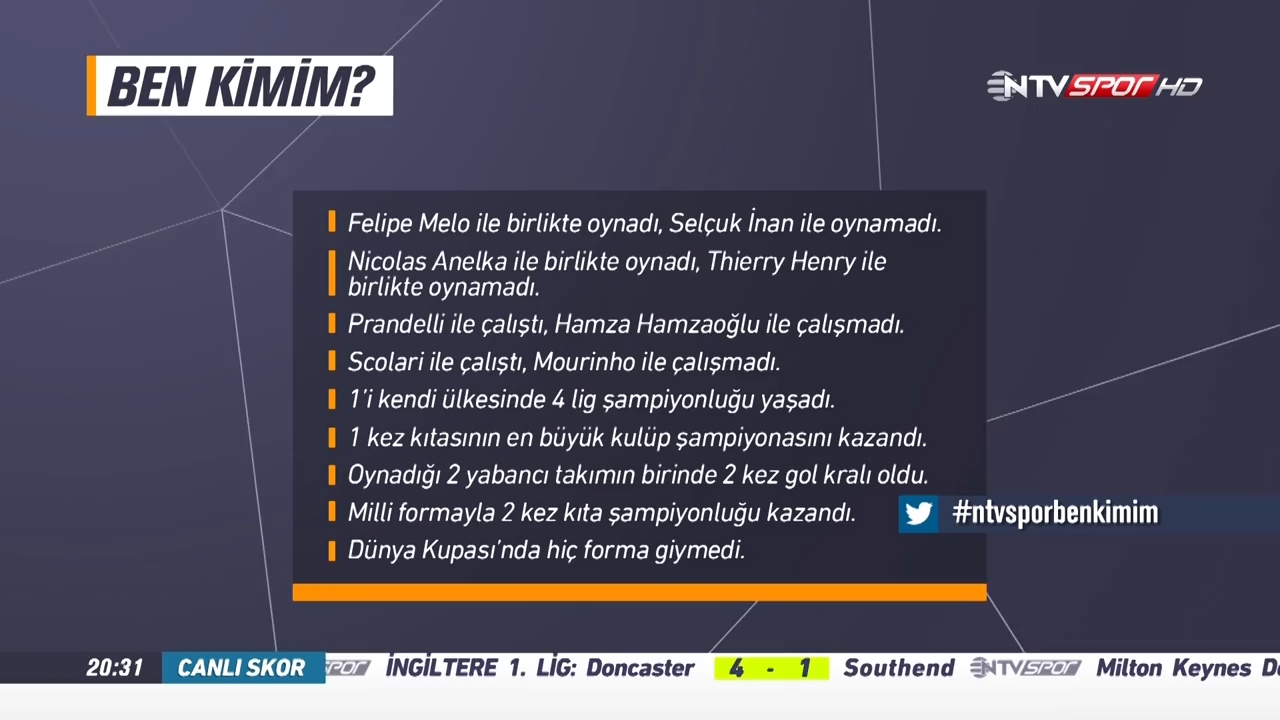 BEN KİMİM?
NTVSPOR HD
Felipe Melo ile birlikte oynadı, Selçuk İnan ile oynamadı.
Nicolas Anelka ile birlikte oynadı, Thierry Henry ile
birlikte oynamadı.
Prandelli ile çalıştı, Hamza Hamzaoğlu ile çalışmadı.
Scolari ile çalıştı, Mourinho ile çalışmadı.
1'i kendi ülkesinde 4 lig şampiyonluğu yaşadı.
1 kez kıtasının en büyük kulüp şampiyonasını kazandı.
Oynadığı 2 yabancı takımın birinde 2 kez gol kralı oldu.
Milli formayla 2 kez kıta şampiyonluğu kazandı.
#ntvsporbenkimim
Dünya Kupası'nda hiç forma giymedi.
20:31 CANLI SKOR SPOR İNGİLTERE 1. LİG: Doncaster 4 - 1 Southend NTVSPOR Milton Keynes